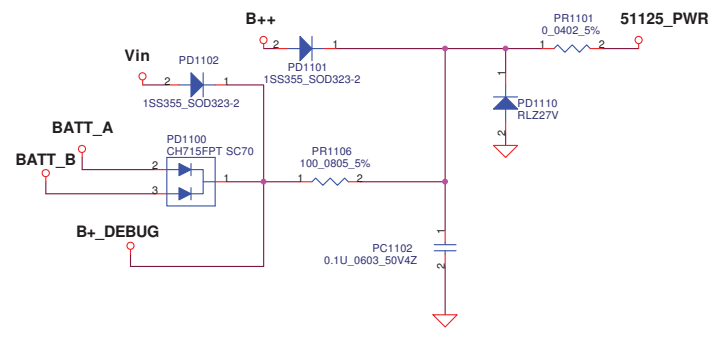 B++
PR1101
0_0402_5%
51125_PWR
2
1
1
2
PD1101
1SS355_SOD323-2
Vin
PD1102
2
1
1SS355_SOD323-2
1
PD1110
RLZ27V
2
BATT_A
PD1100
CH715FPT SC70
BATT_B
2
3
1
PR1106
100_0805_5%
1
2
B+_DEBUG
1
PC1102
0.1U_0603_50V4Z
2